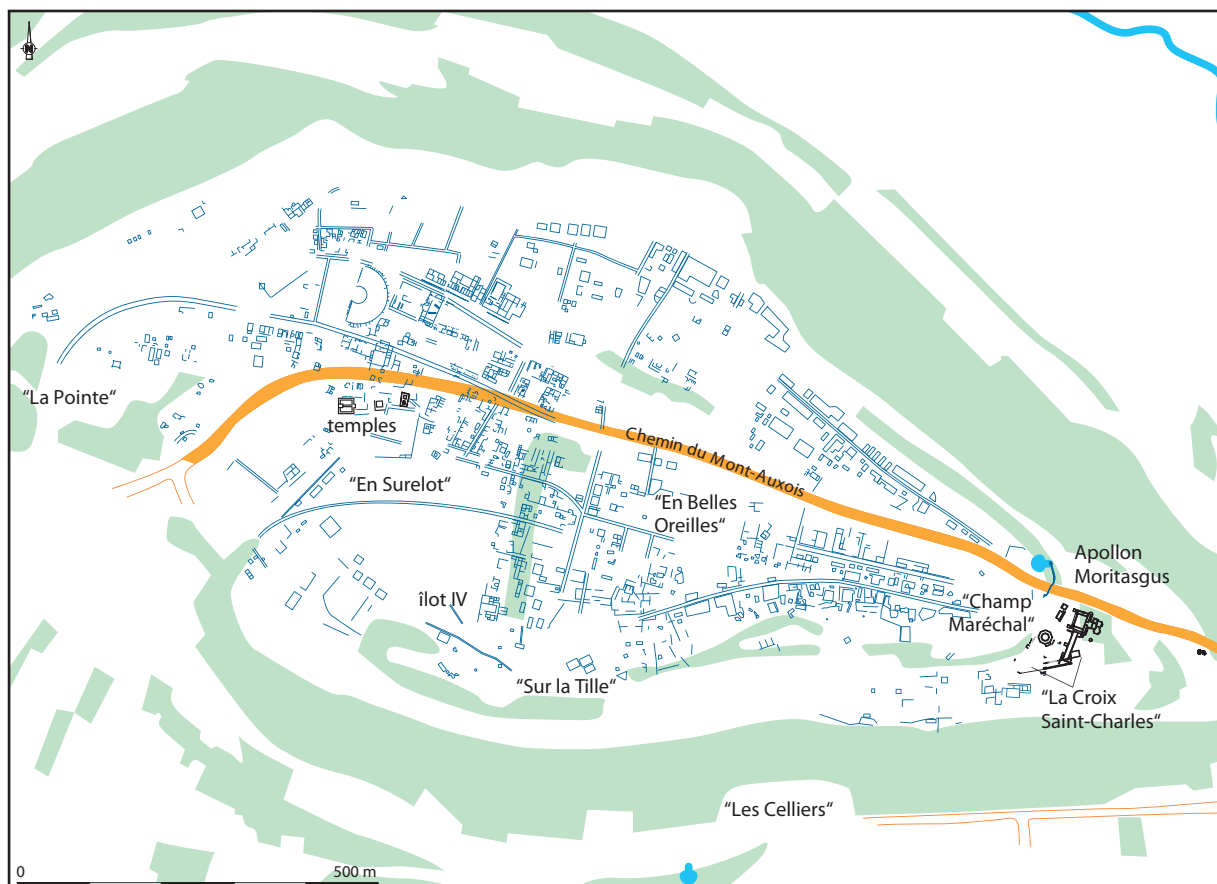 N
“La Pointe“
temples
Chemin du Mont-Auxois
“En Surelot“
“En Belles
Oreilles“
Apollon
Moritasgus
îlot IV
“Champ
Maréchal“
“Sur la Tille“
“La Croix
Saint-Charles“
“Les Celliers“
0 500 m